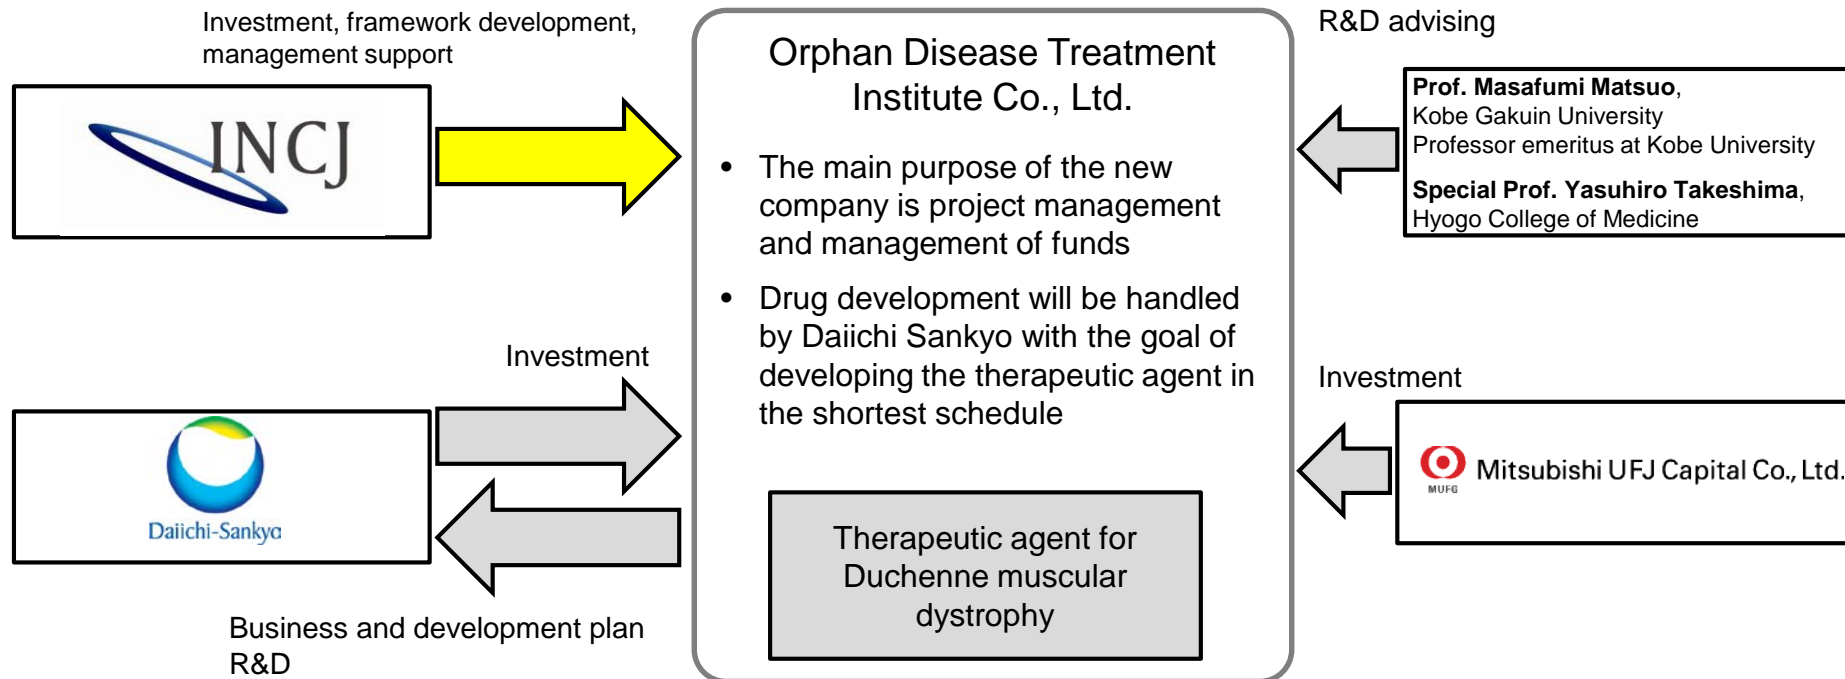 Investment, framework development,
management support
INCJ
Investment
Daiichi-Sankyo
Business and development plan
R&D
Orphan Disease Treatment
Institute Co., Ltd.
• The main purpose of the new
company is project management
and management of funds
• Drug development will be handled
by Daiichi Sankyo with the goal of
developing the therapeutic agent in
the shortest schedule
Therapeutic agent for
Duchenne muscular
dystrophy
R&D advising
Prof. Masafumi Matsuo,
Kobe Gakuin University
Professor emeritus at Kobe University
Special Prof. Yasuhiro Takeshima,
Hyogo College of Medicine
Investment
MUFG
Mitsubishi UFJ Capital Co., Ltd.